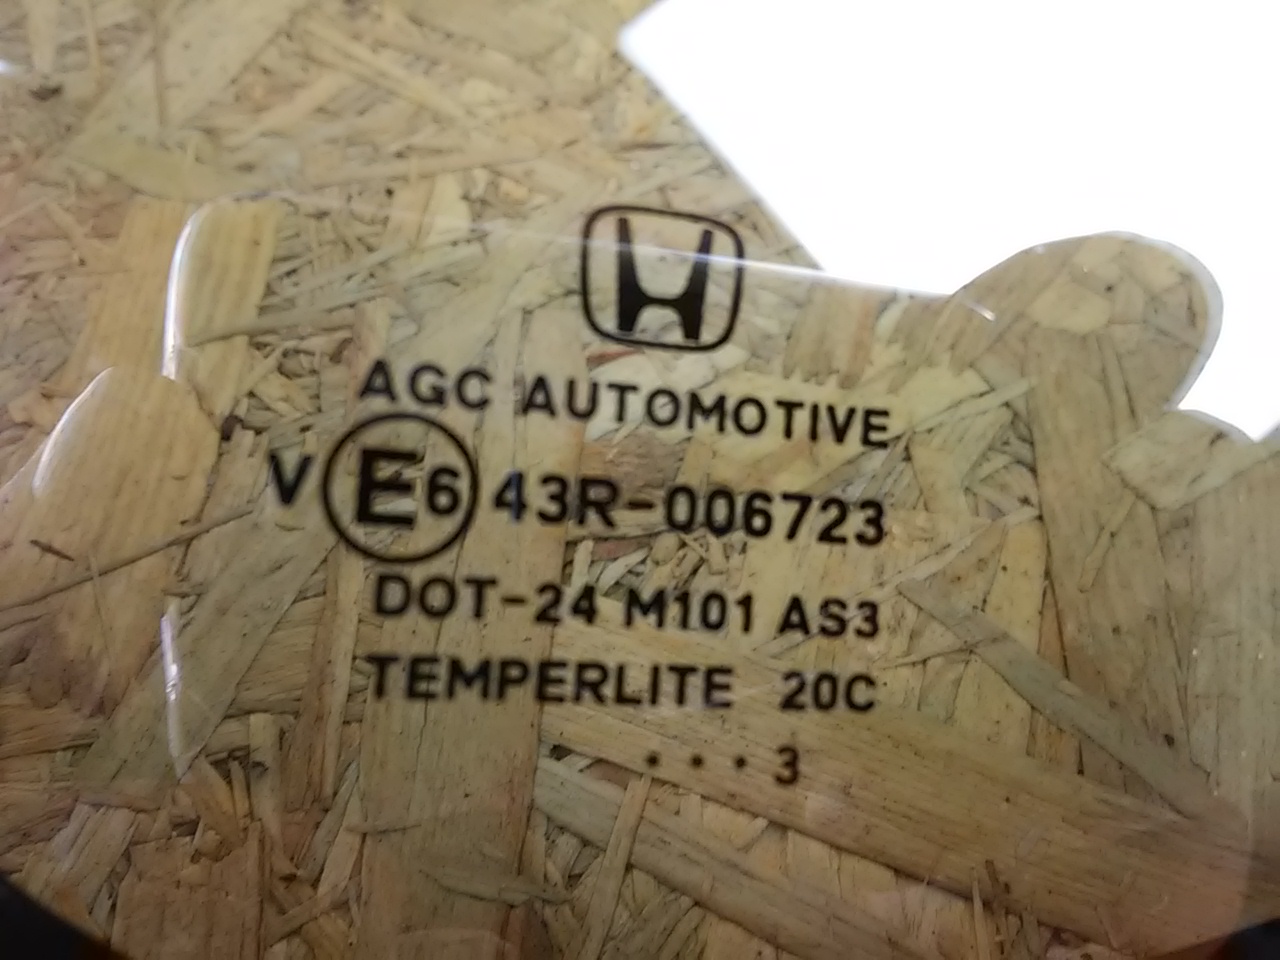 AGC AUTOMOTIVE
V E6 43R-006723
DOT-24 M101 AS3
TEMPERLITE 20C
...3